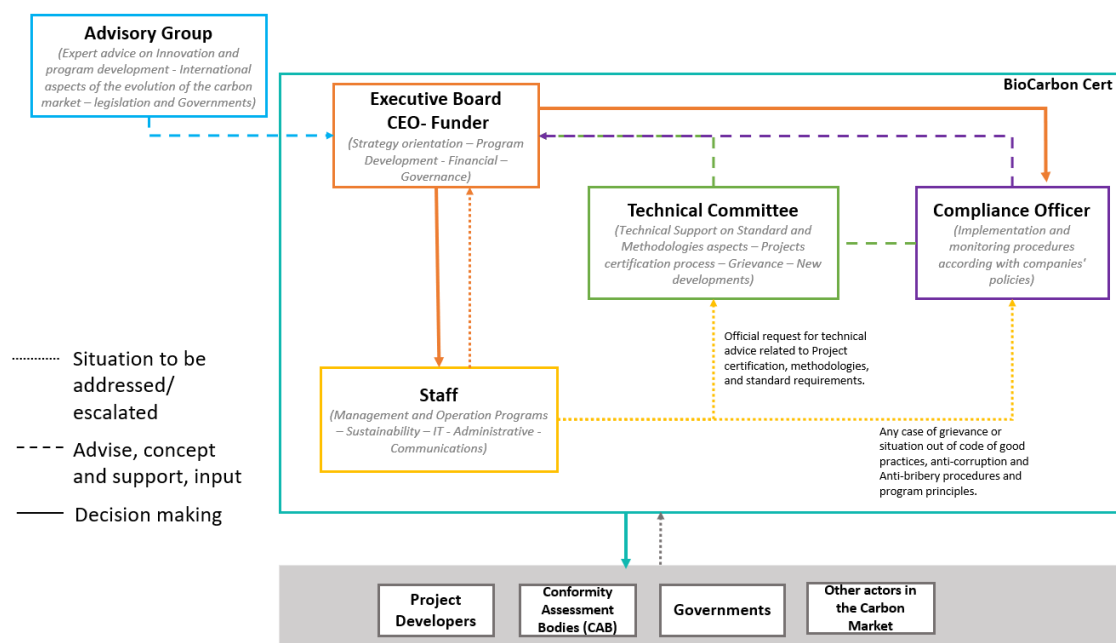 Advisory Group
(Expert advice on Innovation and
program development - International
aspects of the evolution of the carbon
market – legislation and Governments)
BioCarbon Cert
Executive Board
CEO- Funder
(Strategy orientation – Program
Development - Financial –
Governance)
Technical Committee
(Technical Support on Standard and
Methodologies aspects – Projects
certification process – Grievance – New
developments)
Compliance Officer
(Implementation and
monitoring procedures
according with companies'
policies)
Official request for technical
advice related to Project
certification, methodologies,
and standard requirements.
Situation to be
addressed/
escalated
Advise, concept
and support, input
Decision making
Staff
(Management and Operation Programs
– Sustainability – IT - Administrative -
Communications)
Any case of grievance or
situation out of code of good
practices, anti-corruption and
Anti-bribery procedures and
program principles.
Project
Developers
Conformity
Assessment
Bodies (CAB)
Governments
Other actors in
the Carbon
Market